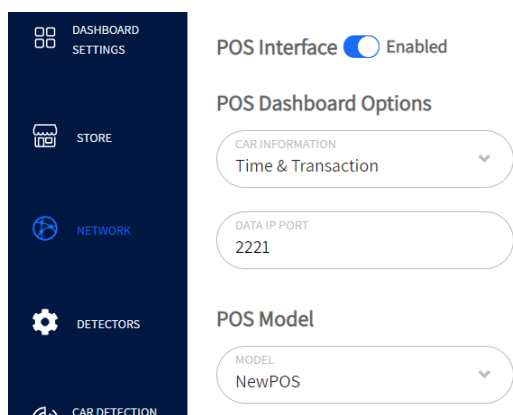 DASHBOARD
SETTINGS
STORE
NETWORK
DETECTORS
CAR DETECTION
POS Interface Enabled
POS Dashboard Options
CAR INFORMATION
Time & Transaction
DATA IP PORT
2221
POS Model
MODEL
NewPOS